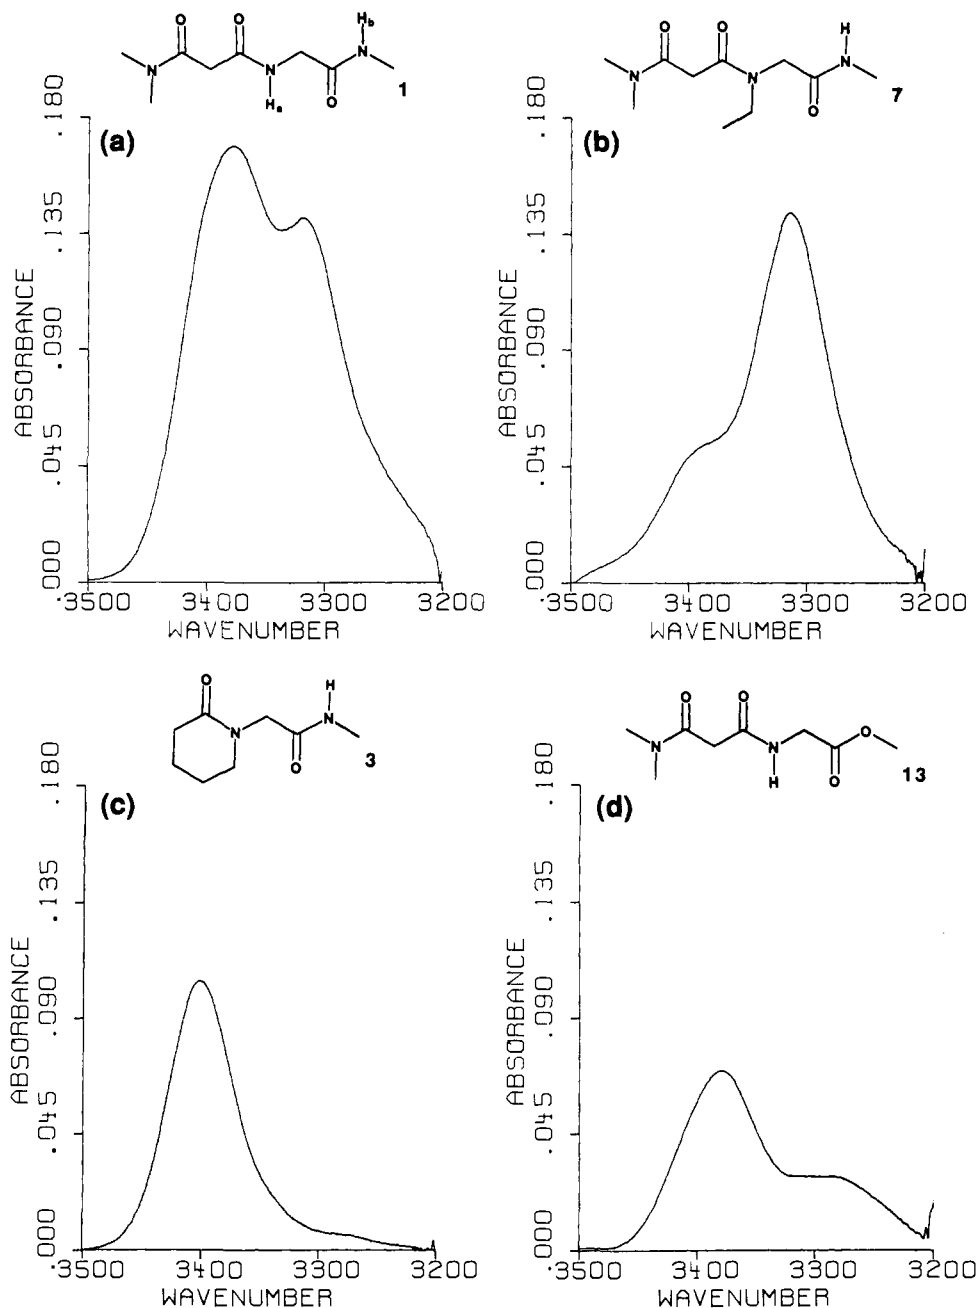 O O H_b
N N N 1
H_a O
(a)
.180
.135
.090
.045
.000
ABSORBANCE
3500 3400 3300 3200
WAVENUMBER
O O H
N N N 7
O
(b)
.180
.135
.090
.045
.000
ABSORBANCE
3500 3400 3300 3200
WAVENUMBER
O H
N N 3
O
(c)
.180
.135
.090
.045
.000
ABSORBANCE
3500 3400 3300 3200
WAVENUMBER
O O
N N O 13
H O
(d)
.180
.135
.090
.045
.000
ABSORBANCE
3500 3400 3300 3200
WAVENUMBER